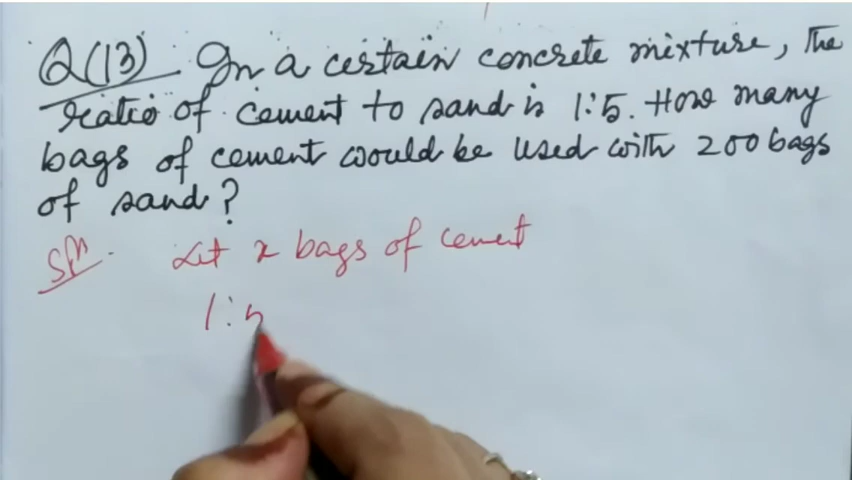 Q(13) In a certain concrete mixture, the
ratio of cement to sand is 1:5. How many
bags of cement would be used with 200 bags
of sand?
Sol. Let x bags of cement
1:5